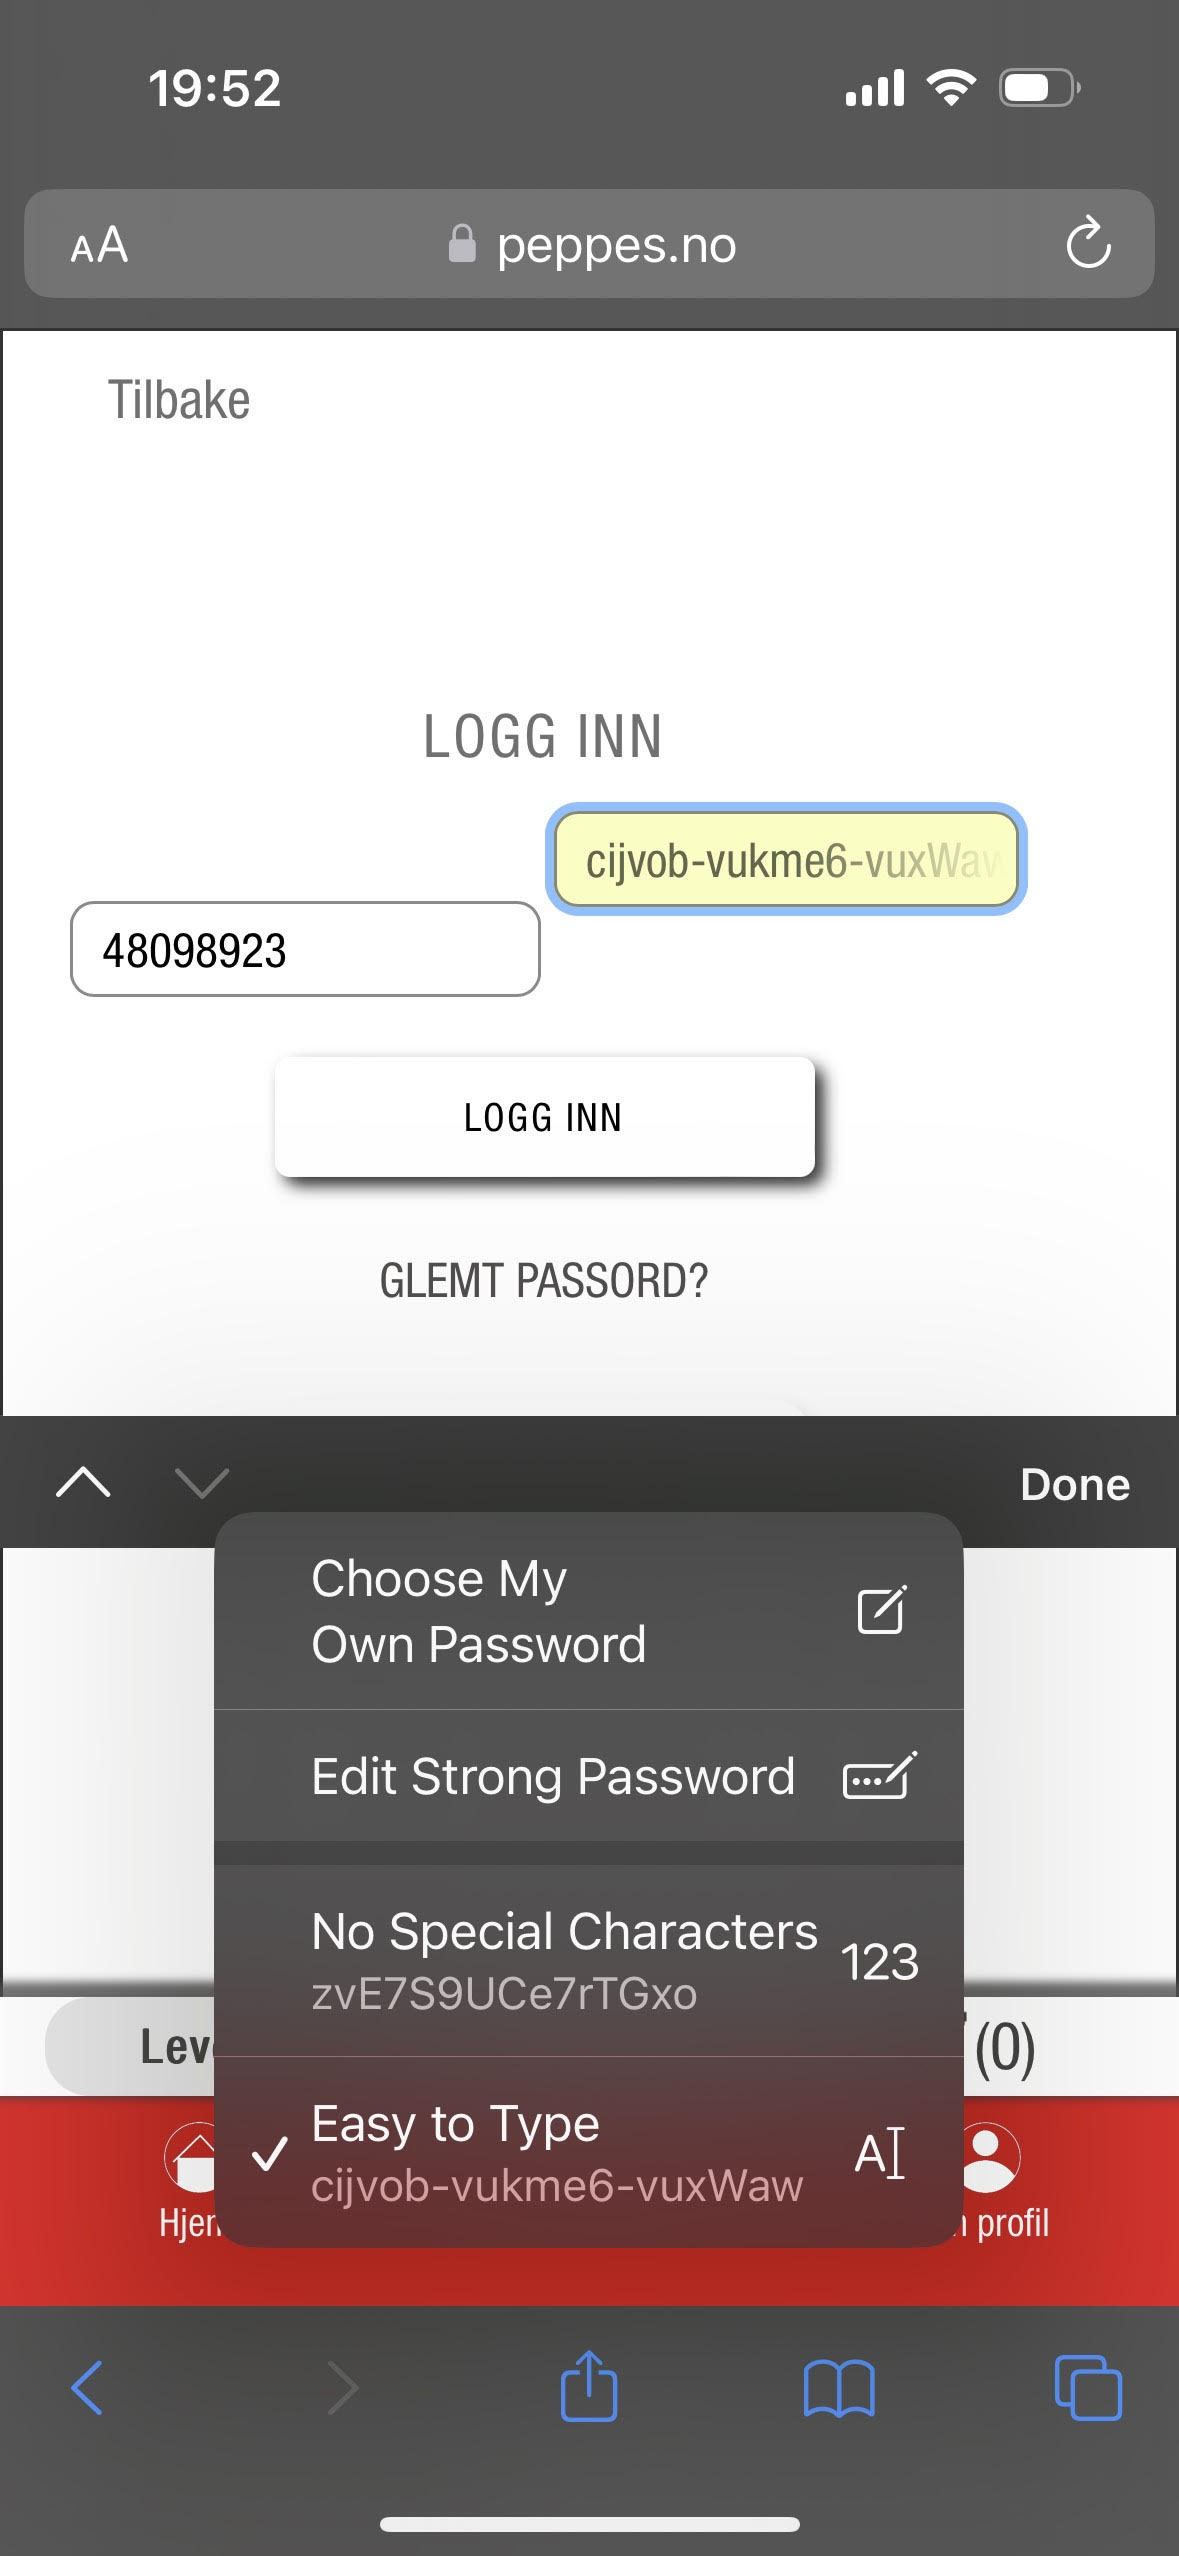 19:52
AA
peppes.no
Tilbake
LOGG INN
cijvob-vukme6-vuxWaw
48098923
LOGG INN
GLEMT PASSORD?
Done
Choose My
Own Password
Edit Strong Password
No Special Characters
123
zvE7S9UCe7rTGxo
Leve
(0)
Easy to Type
A
cijvob-vukme6-vuxWaw
Hjem
profil